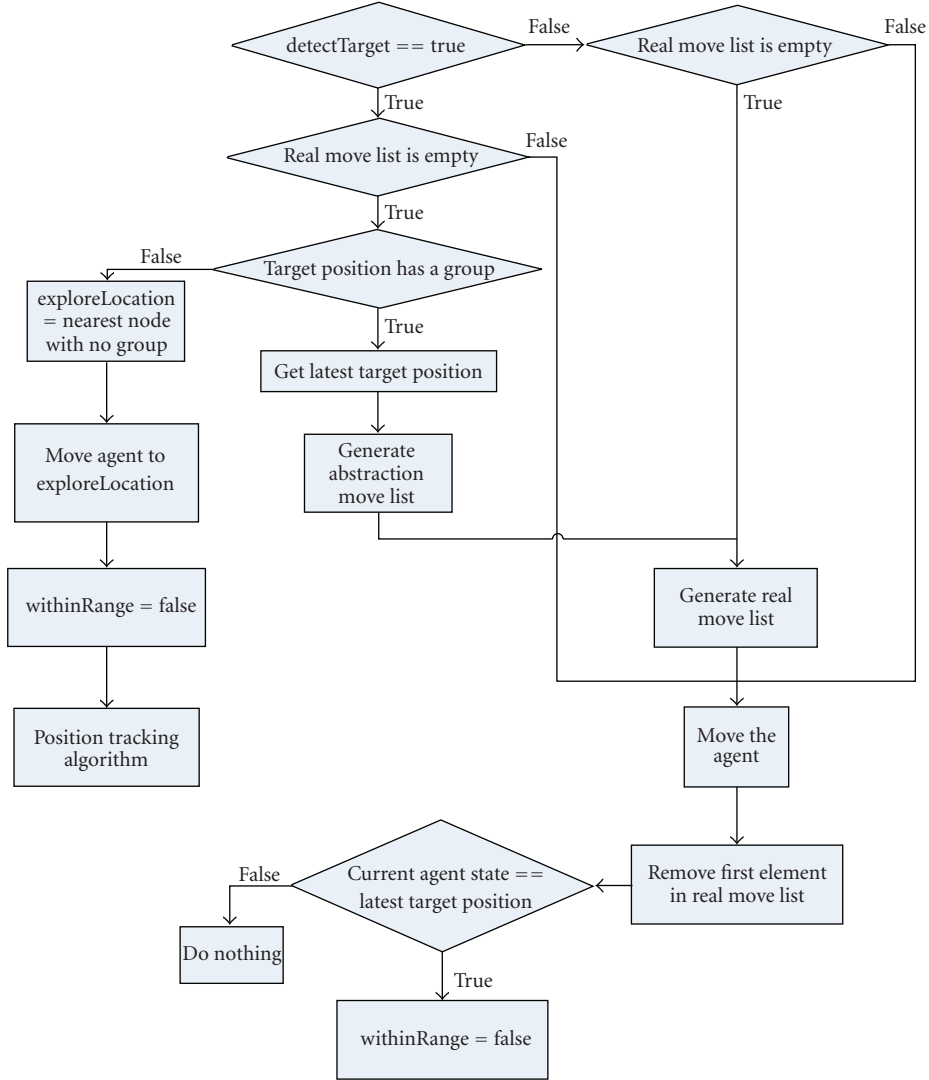 detectTarget == true
False
Real move list is empty
False
True
True
Real move list is empty
False
True
Target position has a group
False
exploreLocation
= nearest node
with no group
True
Get latest target position
Move agent to
exploreLocation
Generate
abstraction
move list
withinRange = false
Generate real
move list
Position tracking
algorithm
Move the
agent
Remove first element
in real move list
Current agent state ==
latest target position
False
Do nothing
True
withinRange = false